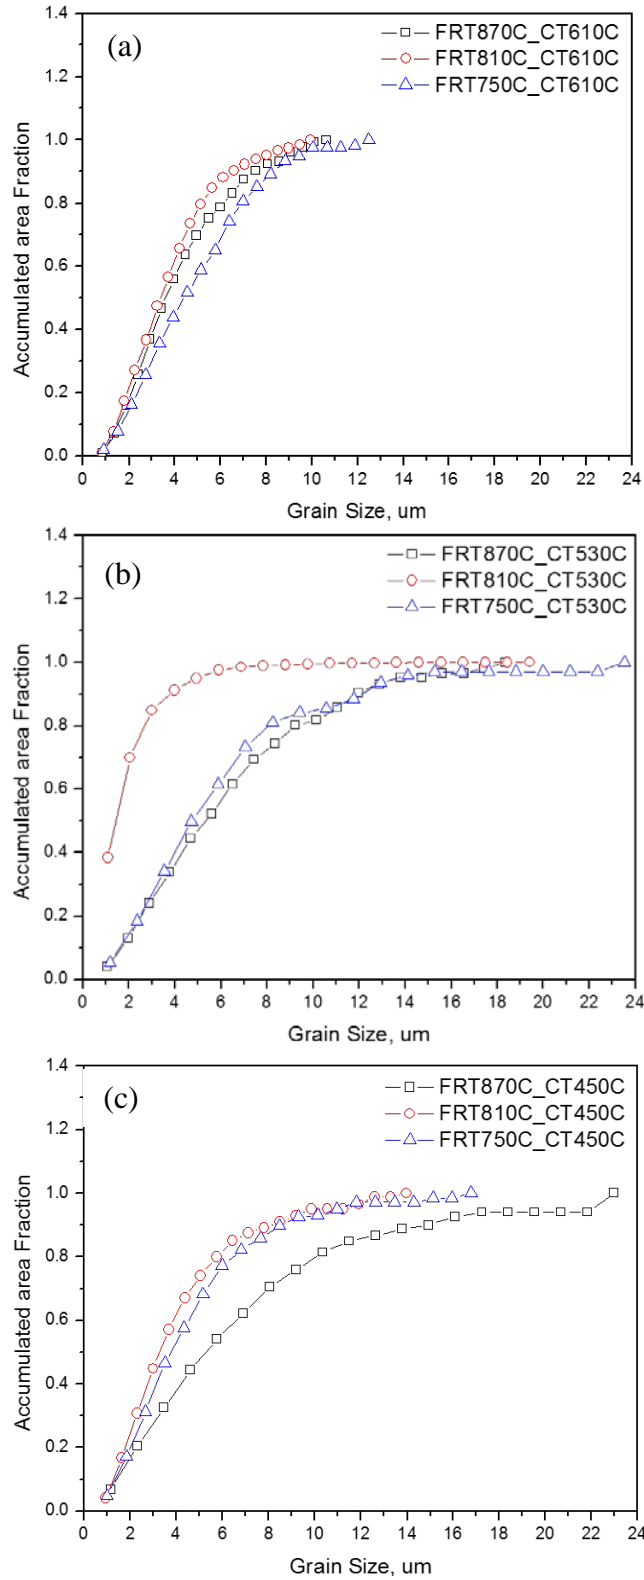 (a)
FRT870C_CT610C
FRT810C_CT610C
FRT750C_CT610C
Accumulated area Fraction
1.4
1.2
1.0
0.8
0.6
0.4
0.2
0.0
0 2 4 6 8 10 12 14 16 18 20 22 24
Grain Size, um
(b)
FRT870C_CT530C
FRT810C_CT530C
FRT750C_CT530C
Accumulated area Fraction
1.4
1.2
1.0
0.8
0.6
0.4
0.2
0.0
0 2 4 6 8 10 12 14 16 18 20 22 24
Grain Size, um
(c)
FRT870C_CT450C
FRT810C_CT450C
FRT750C_CT450C
Accumulated area Fraction
1.4
1.2
1.0
0.8
0.6
0.4
0.2
0.0
0 2 4 6 8 10 12 14 16 18 20 22 24
Grain Size, um